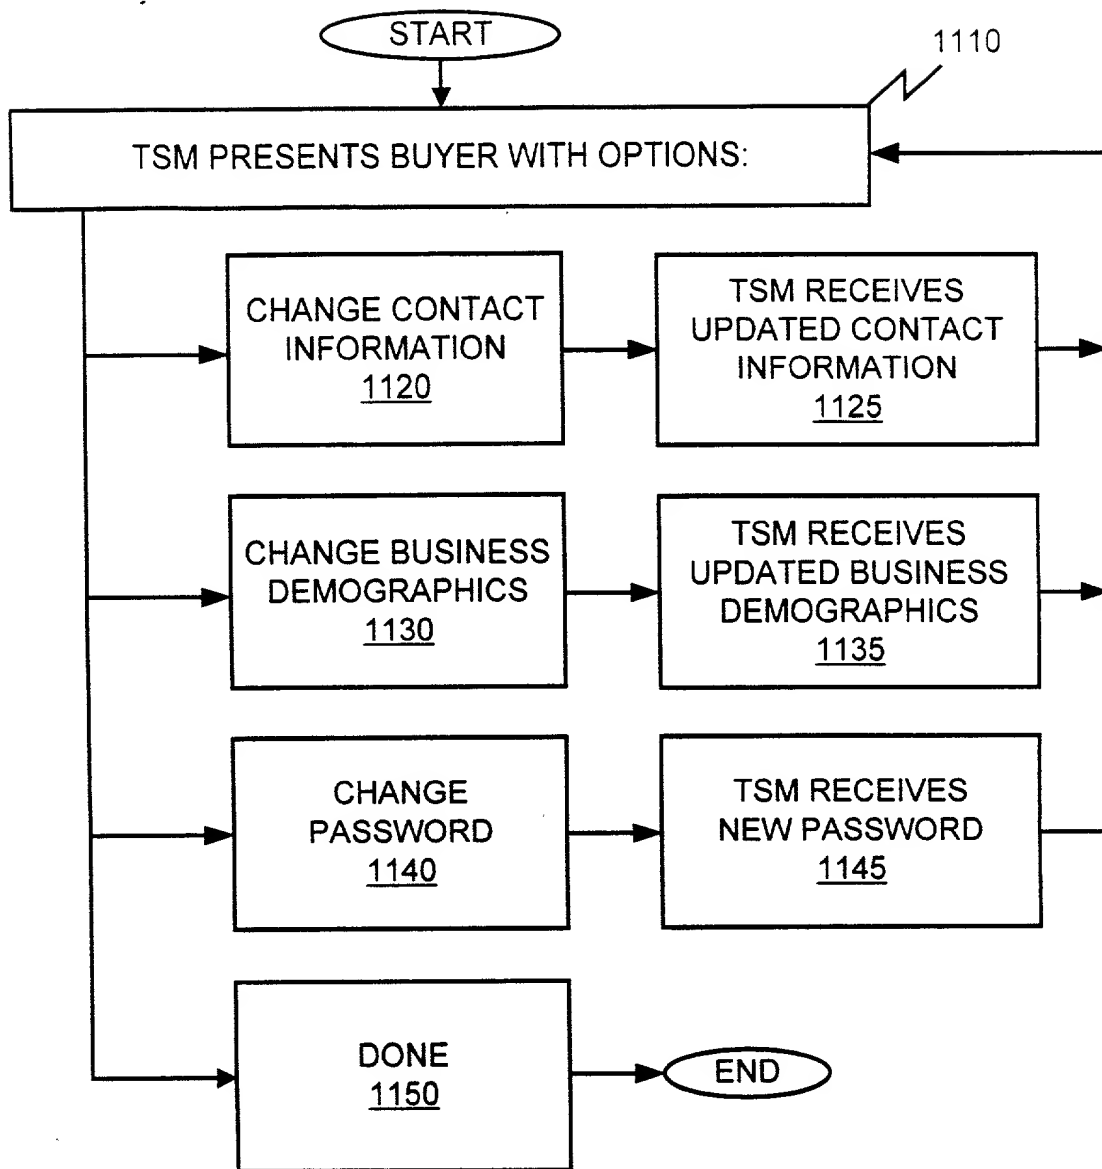 START
1110
TSM PRESENTS BUYER WITH OPTIONS:
CHANGE CONTACT
INFORMATION
1120
TSM RECEIVES
UPDATED CONTACT
INFORMATION
1125
CHANGE BUSINESS
DEMOGRAPHICS
1130
TSM RECEIVES
UPDATED BUSINESS
DEMOGRAPHICS
1135
CHANGE
PASSWORD
1140
TSM RECEIVES
NEW PASSWORD
1145
DONE
1150
END